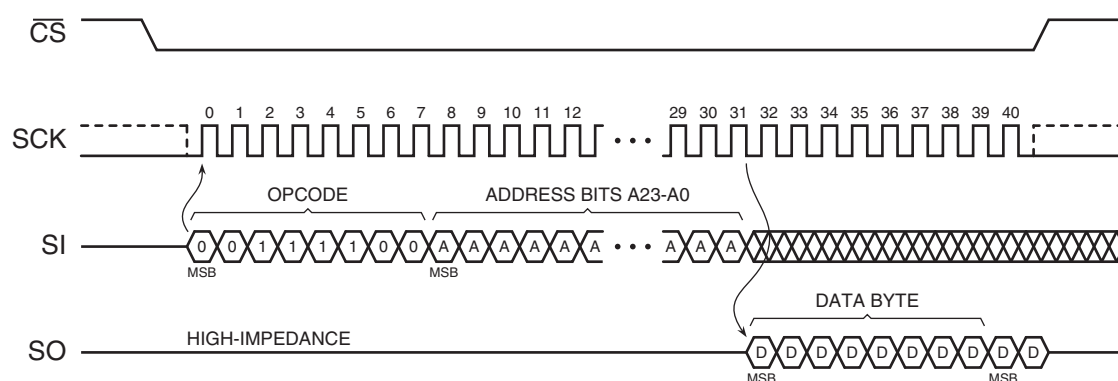 CS
0 1 2 3 4 5 6 7 8 9 10 11 12 29 30 31 32 33 34 35 36 37 38 39 40
SCK
OPCODE ADDRESS BITS A23-A0
SI 0 0 1 1 1 1 0 0 A A A A A A A A A
MSB MSB
DATA BYTE
HIGH-IMPEDANCE
SO D D D D D D D D D D
MSB MSB